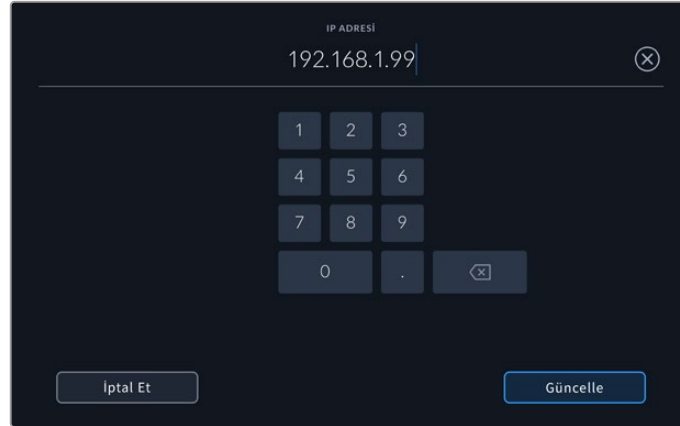 IP ADRESİ
192.168.1.99
1 2 3
4 5 6
7 8 9
0 .
İptal Et Güncelle